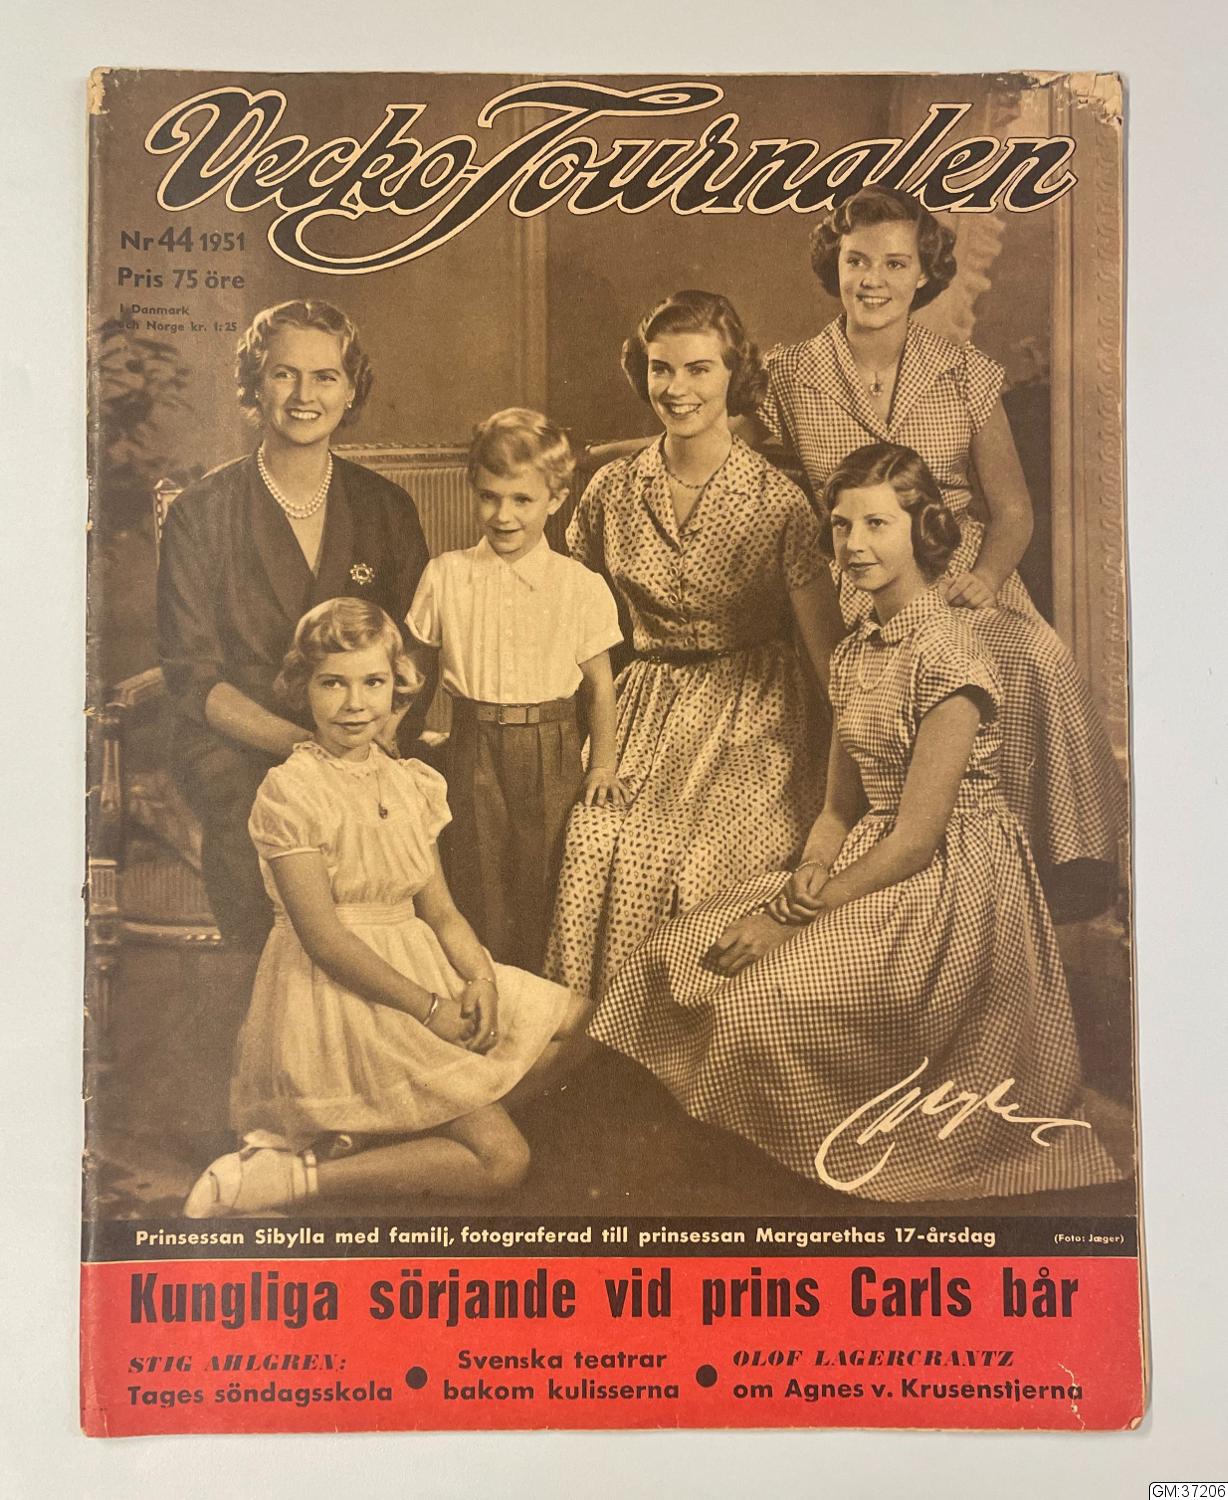 VeckoJournalen
Nr 44 1951
Pris 75 öre
I Danmark
och Norge kr. 1:25
Jæger
Prinsessan Sibylla med familj, fotograferad till prinsessan Margarethas 17-årsdag
(Foto: Jæger)
Kungliga sörjande vid prins Carls bår
STIG AHLGREN:
Tages söndagsskola
Svenska teatrar
bakom kulisserna
OLOF LAGERCRANTZ
om Agnes v. Krusenstjerna
GM:37206